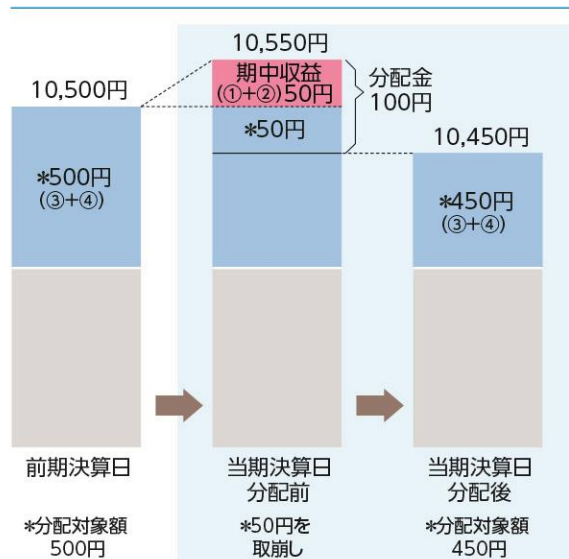 10,500円
*500円
(③+④)
前期決算日
*分配対象額
500円
10,550円
期中収益
(①+②)50円
*50円
分配金
100円
当期決算日
分配前
*50円を
取崩し
10,450円
*450円
(③+④)
当期決算日
分配後
*分配対象額
450円